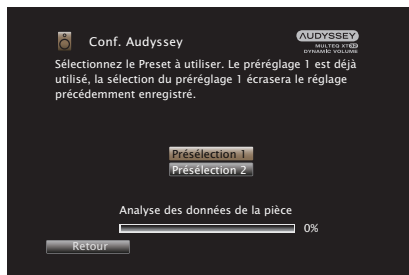 Conf. Audyssey
AUDYSSEY
MULTEQ XT32
DYNAMIC VOLUME
Sélectionnez le Preset à utiliser. Le préréglage 1 est déjà
utilisé, la sélection du préréglage 1 écrasera le réglage
précédemment enregistré.
Présélection 1
Présélection 2
Analyse des données de la pièce
0%
Retour